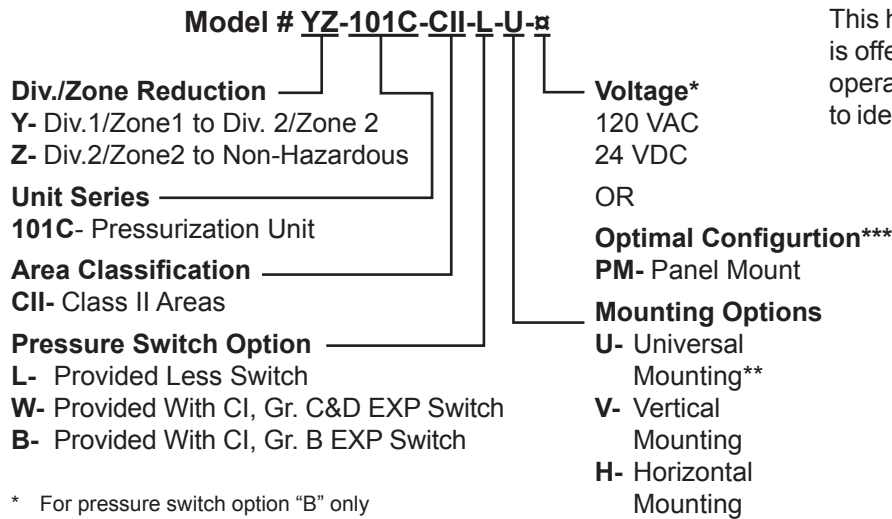 Model # YZ-101C-CII-L-U-¤
Div./Zone Reduction
Y- Div.1/Zone1 to Div. 2/Zone 2
Z- Div.2/Zone2 to Non-Hazardous
Unit Series
101C- Pressurization Unit
Area Classification
CII- Class II Areas
Pressure Switch Option
L- Provided Less Switch
W- Provided With CI, Gr. C&D EXP Switch
B- Provided With CI, Gr. B EXP Switch
* For pressure switch option “B” only
Voltage*
120 VAC
24 VDC
OR
Optimal Configurtion***
PM- Panel Mount
Mounting Options
U- Universal
Mounting**
V- Vertical
Mounting
H- Horizontal
Mounting
This
is
to